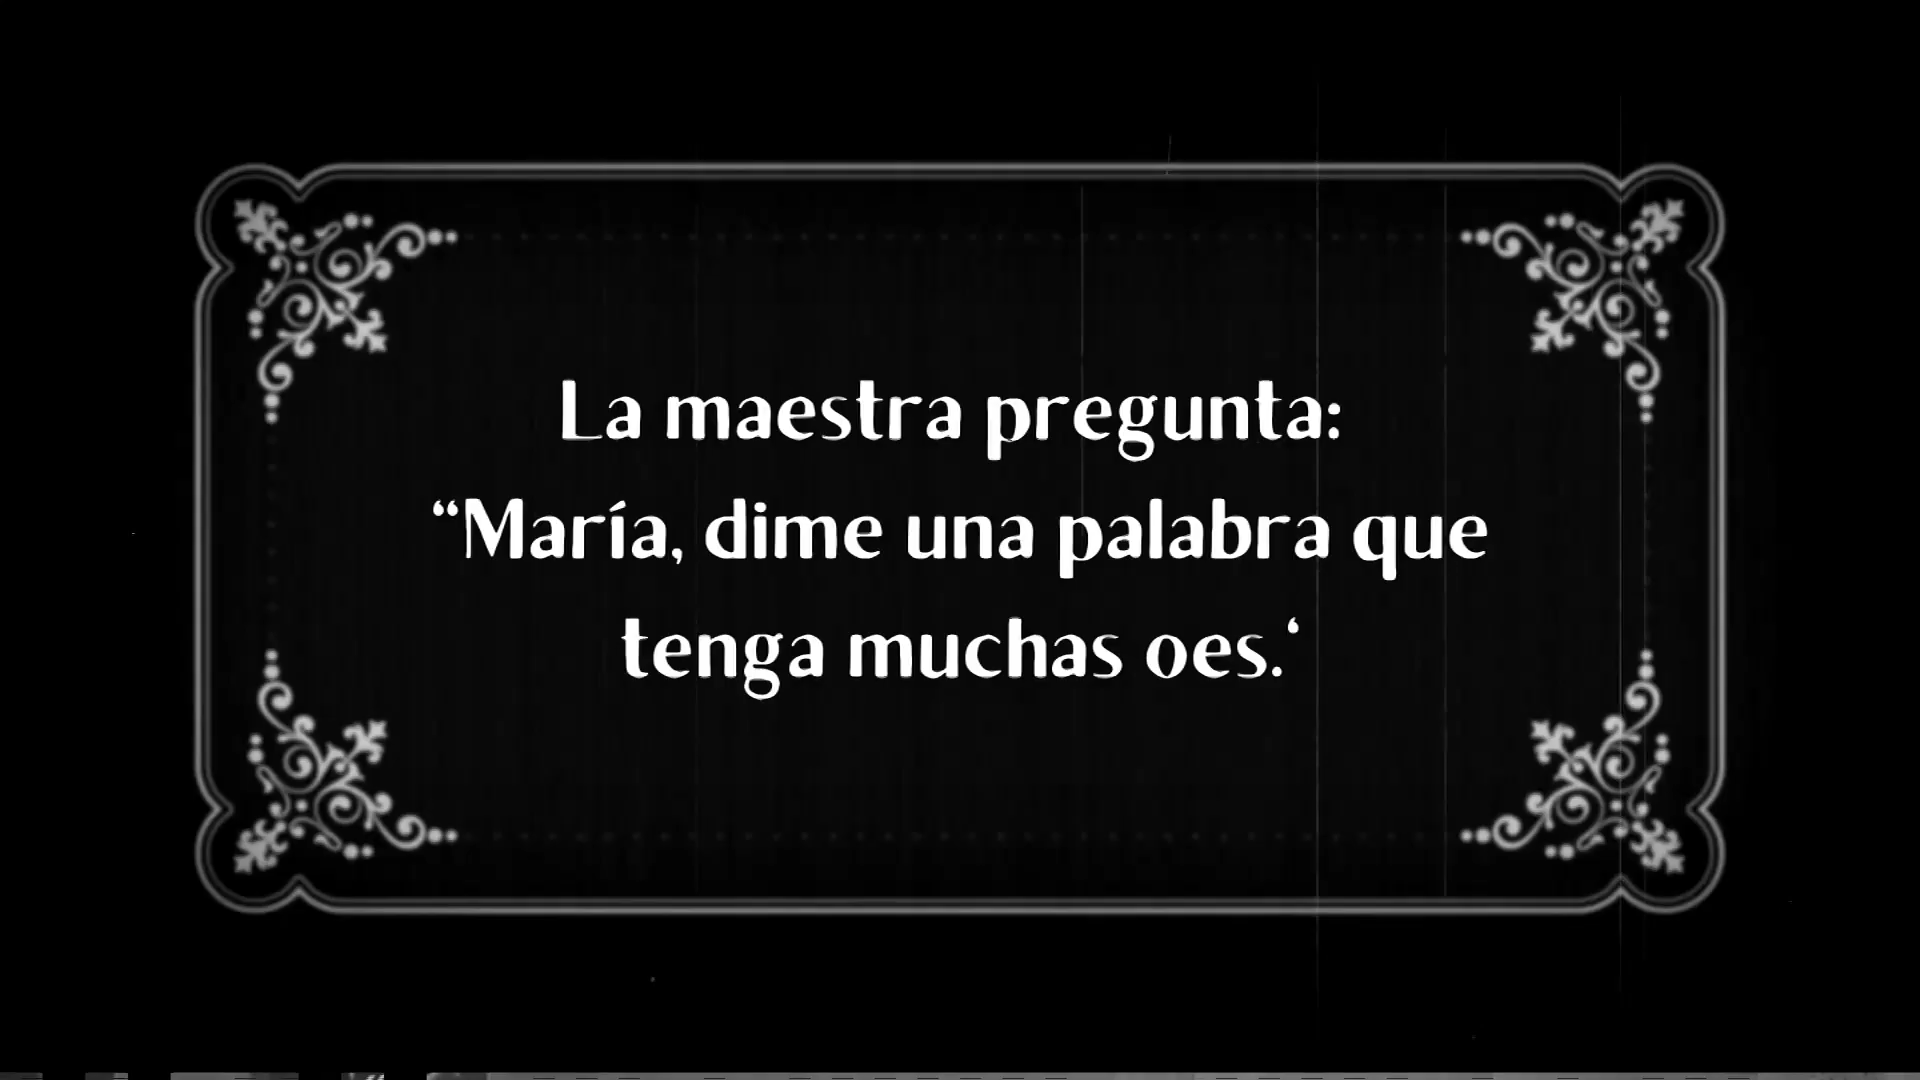 La maestra pregunta:
“María, dime una palabra que
tenga muchas oes.‘